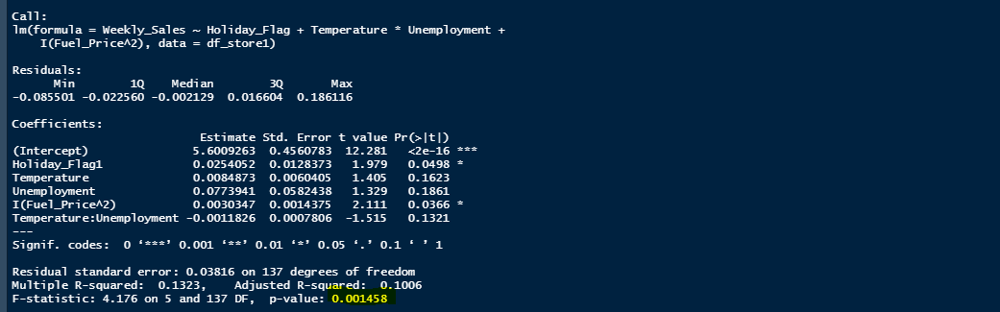 Call:
lm(formula = Weekly_Sales ~ Holiday_Flag + Temperature * Unemployment +
    I(Fuel_Price^2), data = df_store1)
Residuals:
      Min        1Q    Median        3Q       Max
-0.085501 -0.022560 -0.002129  0.016604  0.186116
Coefficients:
                           Estimate Std. Error t value Pr(>|t|)
(Intercept)               5.6009263  0.4560783  12.281   <2e-16 ***
Holiday_Flag1             0.0254052  0.0128373   1.979   0.0498 *
Temperature               0.0084873  0.0060405   1.405   0.1623
Unemployment              0.0773941  0.0582438   1.329   0.1861
I(Fuel_Price^2)           0.0030347  0.0014375   2.111   0.0366 *
Temperature:Unemployment -0.0011826  0.0007806  -1.515   0.1321
---
Signif. codes:  0 ‘***’ 0.001 ‘**’ 0.01 ‘*’ 0.05 ‘.’ 0.1 ‘ ’ 1
Residual standard error: 0.03816 on 137 degrees of freedom
Multiple R-squared:  0.1323,    Adjusted R-squared:  0.1006
F-statistic: 4.176 on 5 and 137 DF,  p-value: 0.001458